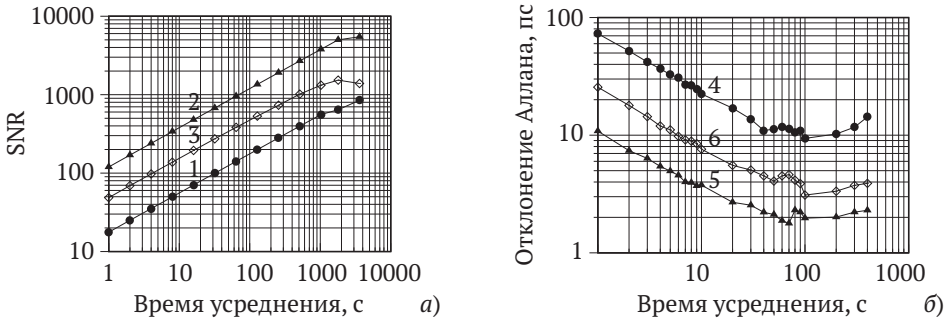 10000
1000
100
10
SNR
2
3
1
1 10 100 1000 10000
Время усреднения, с
а)
100
10
1
Отклонение Аллана, пс
4
6
5
10 100 1000
Время усреднения, с
б)